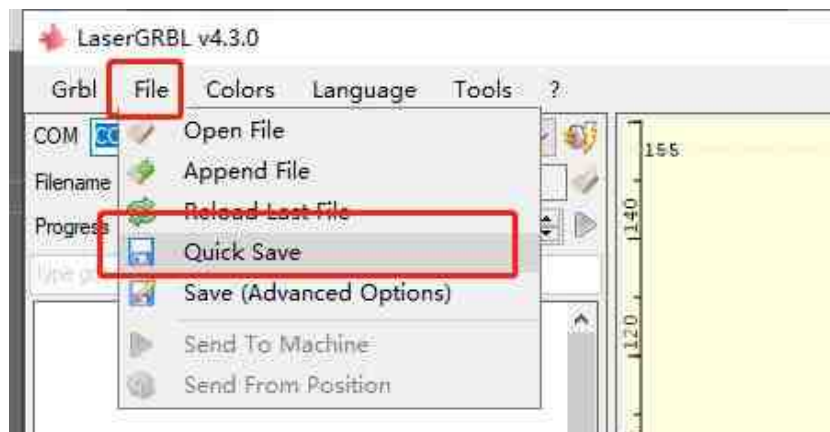 LaserGRBL v4.3.0
Grbl File Colors Language Tools ?
COM
Open File
155
Append File
Filename
Reload Last File
140
Progress
Quick Save
Save (Advanced Options)
120
Send To Machine
Send From Position